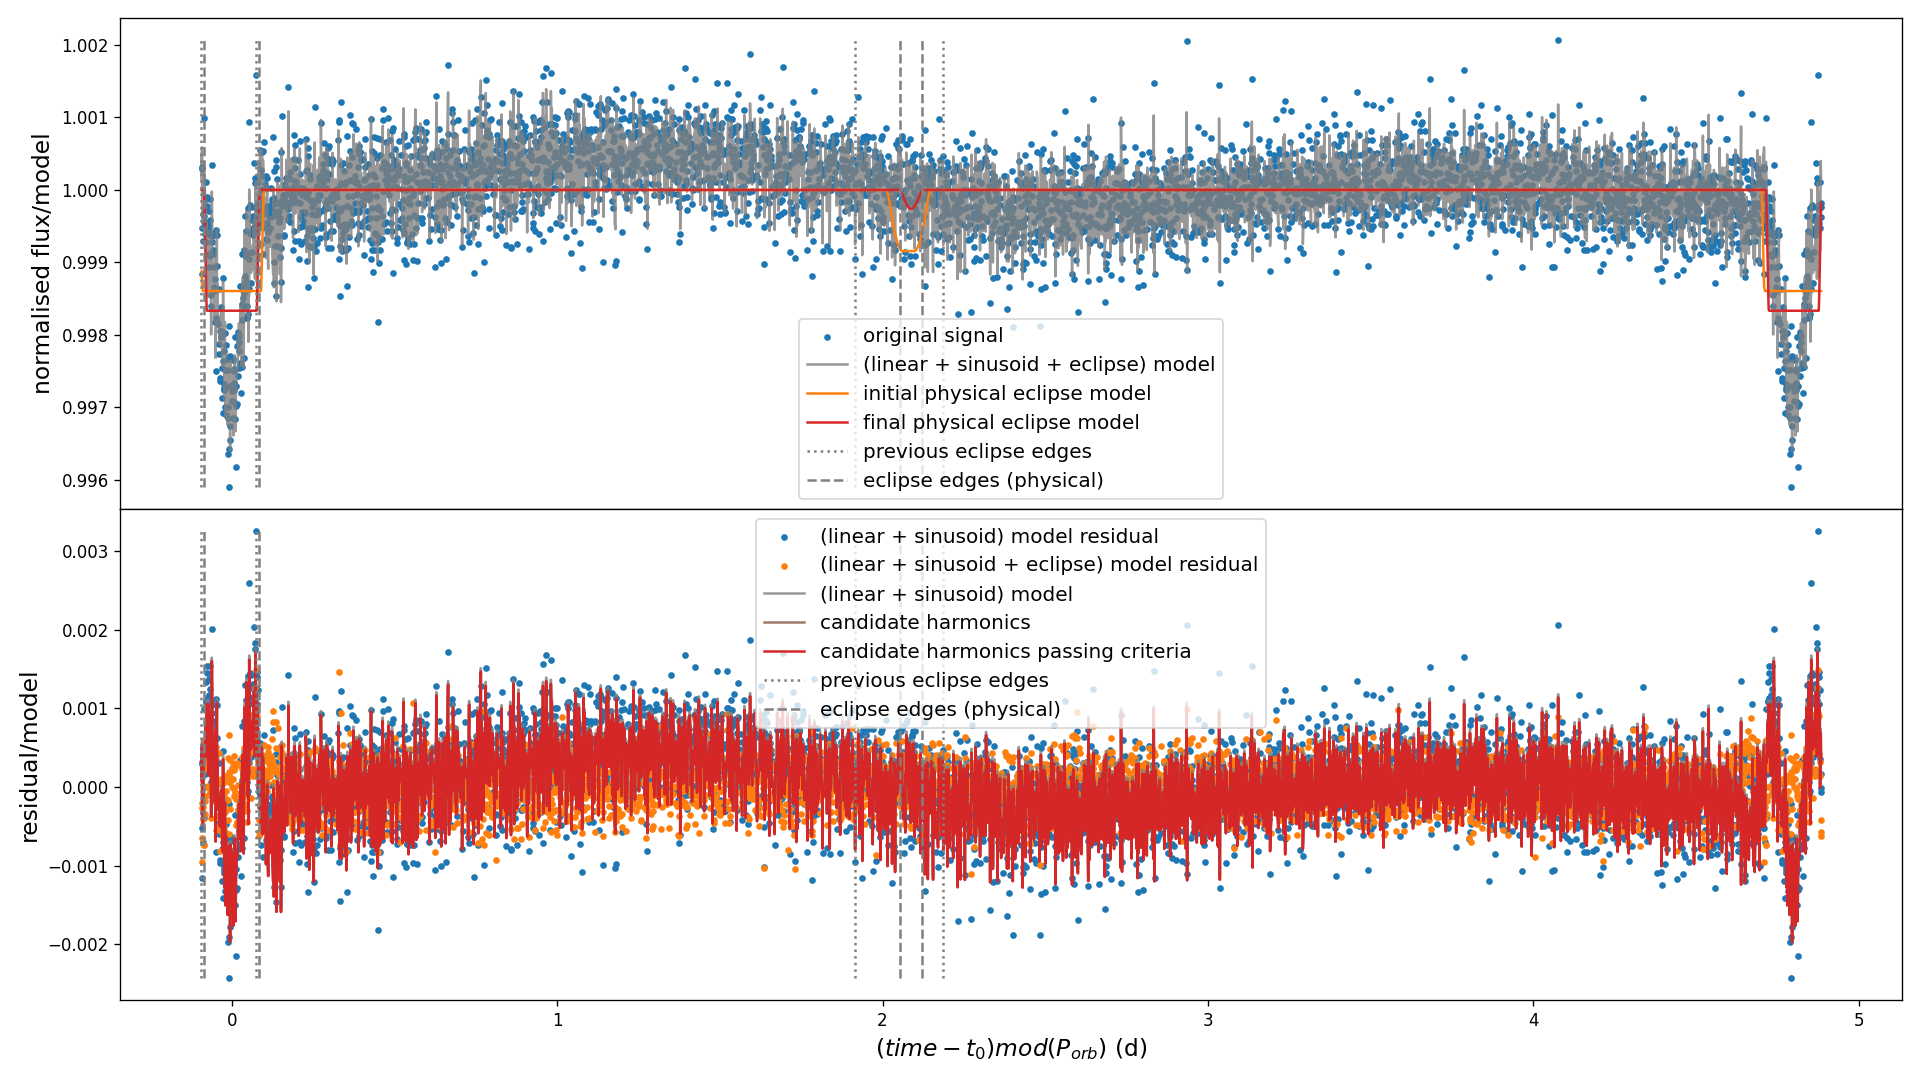 normalised flux/model
1.002
1.001
1.000
0.999
0.998
0.997
0.996
original signal
(linear + sinusoid + eclipse) model
initial physical eclipse model
final physical eclipse model
previous eclipse edges
eclipse edges (physical)
residual/model
0.003
0.002
0.001
0.000
−0.001
−0.002
(linear + sinusoid) model residual
(linear + sinusoid + eclipse) model residual
(linear + sinusoid) model
candidate harmonics
candidate harmonics passing criteria
previous eclipse edges
eclipse edges (physical)
0 1 2 3 4 5
(time − t₀)mod(P_orb) (d)